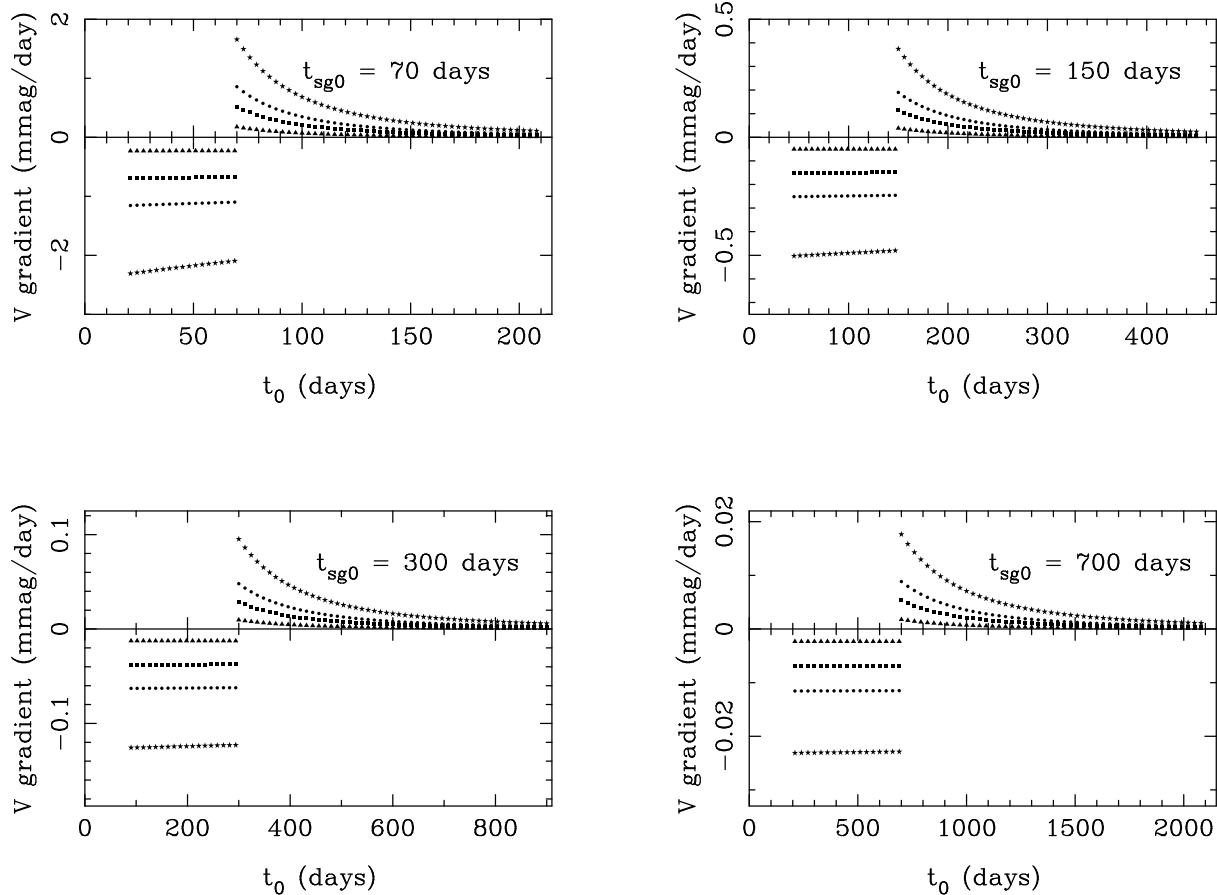 V gradient (mmag/day)
2
0
−2
t_sg0 = 70 days
0 50 100 150 200
t_0 (days)
V gradient (mmag/day)
0.5
0
−0.5
t_sg0 = 150 days
0 100 200 300 400
t_0 (days)
V gradient (mmag/day)
0.1
0
−0.1
t_sg0 = 300 days
0 200 400 600 800
t_0 (days)
V gradient (mmag/day)
0.02
0
−0.02
t_sg0 = 700 days
0 500 1000 1500 2000
t_0 (days)